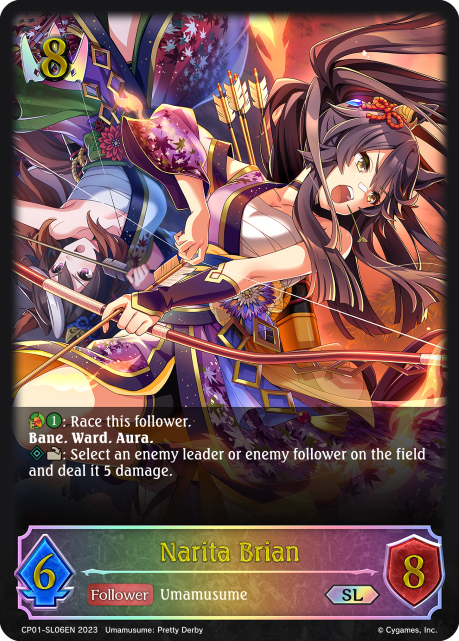 8
1: Race this follower.
Bane. Ward. Aura.
: Select an enemy leader or enemy follower on the field
and deal it 5 damage.
Narita Brian
6
Follower Umamusume
SL
8
CP01-SL06EN 2023 Umamusume: Pretty Derby
© Cygames, Inc.